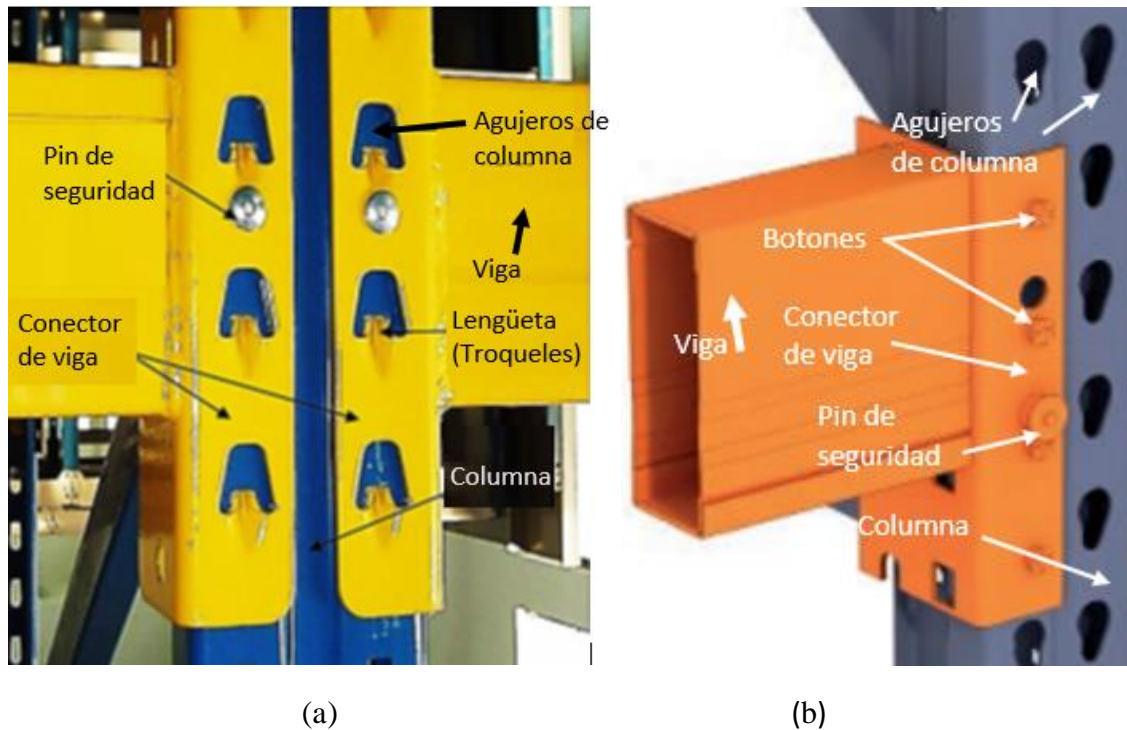 Agujeros de
columna
Pin de
seguridad
Viga
Conector
de viga
Lengüeta
(Troqueles)
Columna
(a)
Agujeros
de columna
Botones
Viga
Conector
de viga
Pin de
seguridad
Columna
(b)